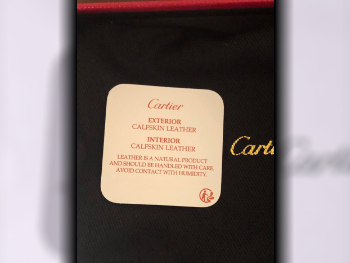 Cartier
EXTERIOR
CALFSKIN LEATHER
INTERIOR
CALFSKIN LEATHER
LEATHER IS A NATURAL PRODUCT
AND SHOULD BE HANDLED WITH CARE.
AVOID CONTACT WITH HUMIDITY.
Carti